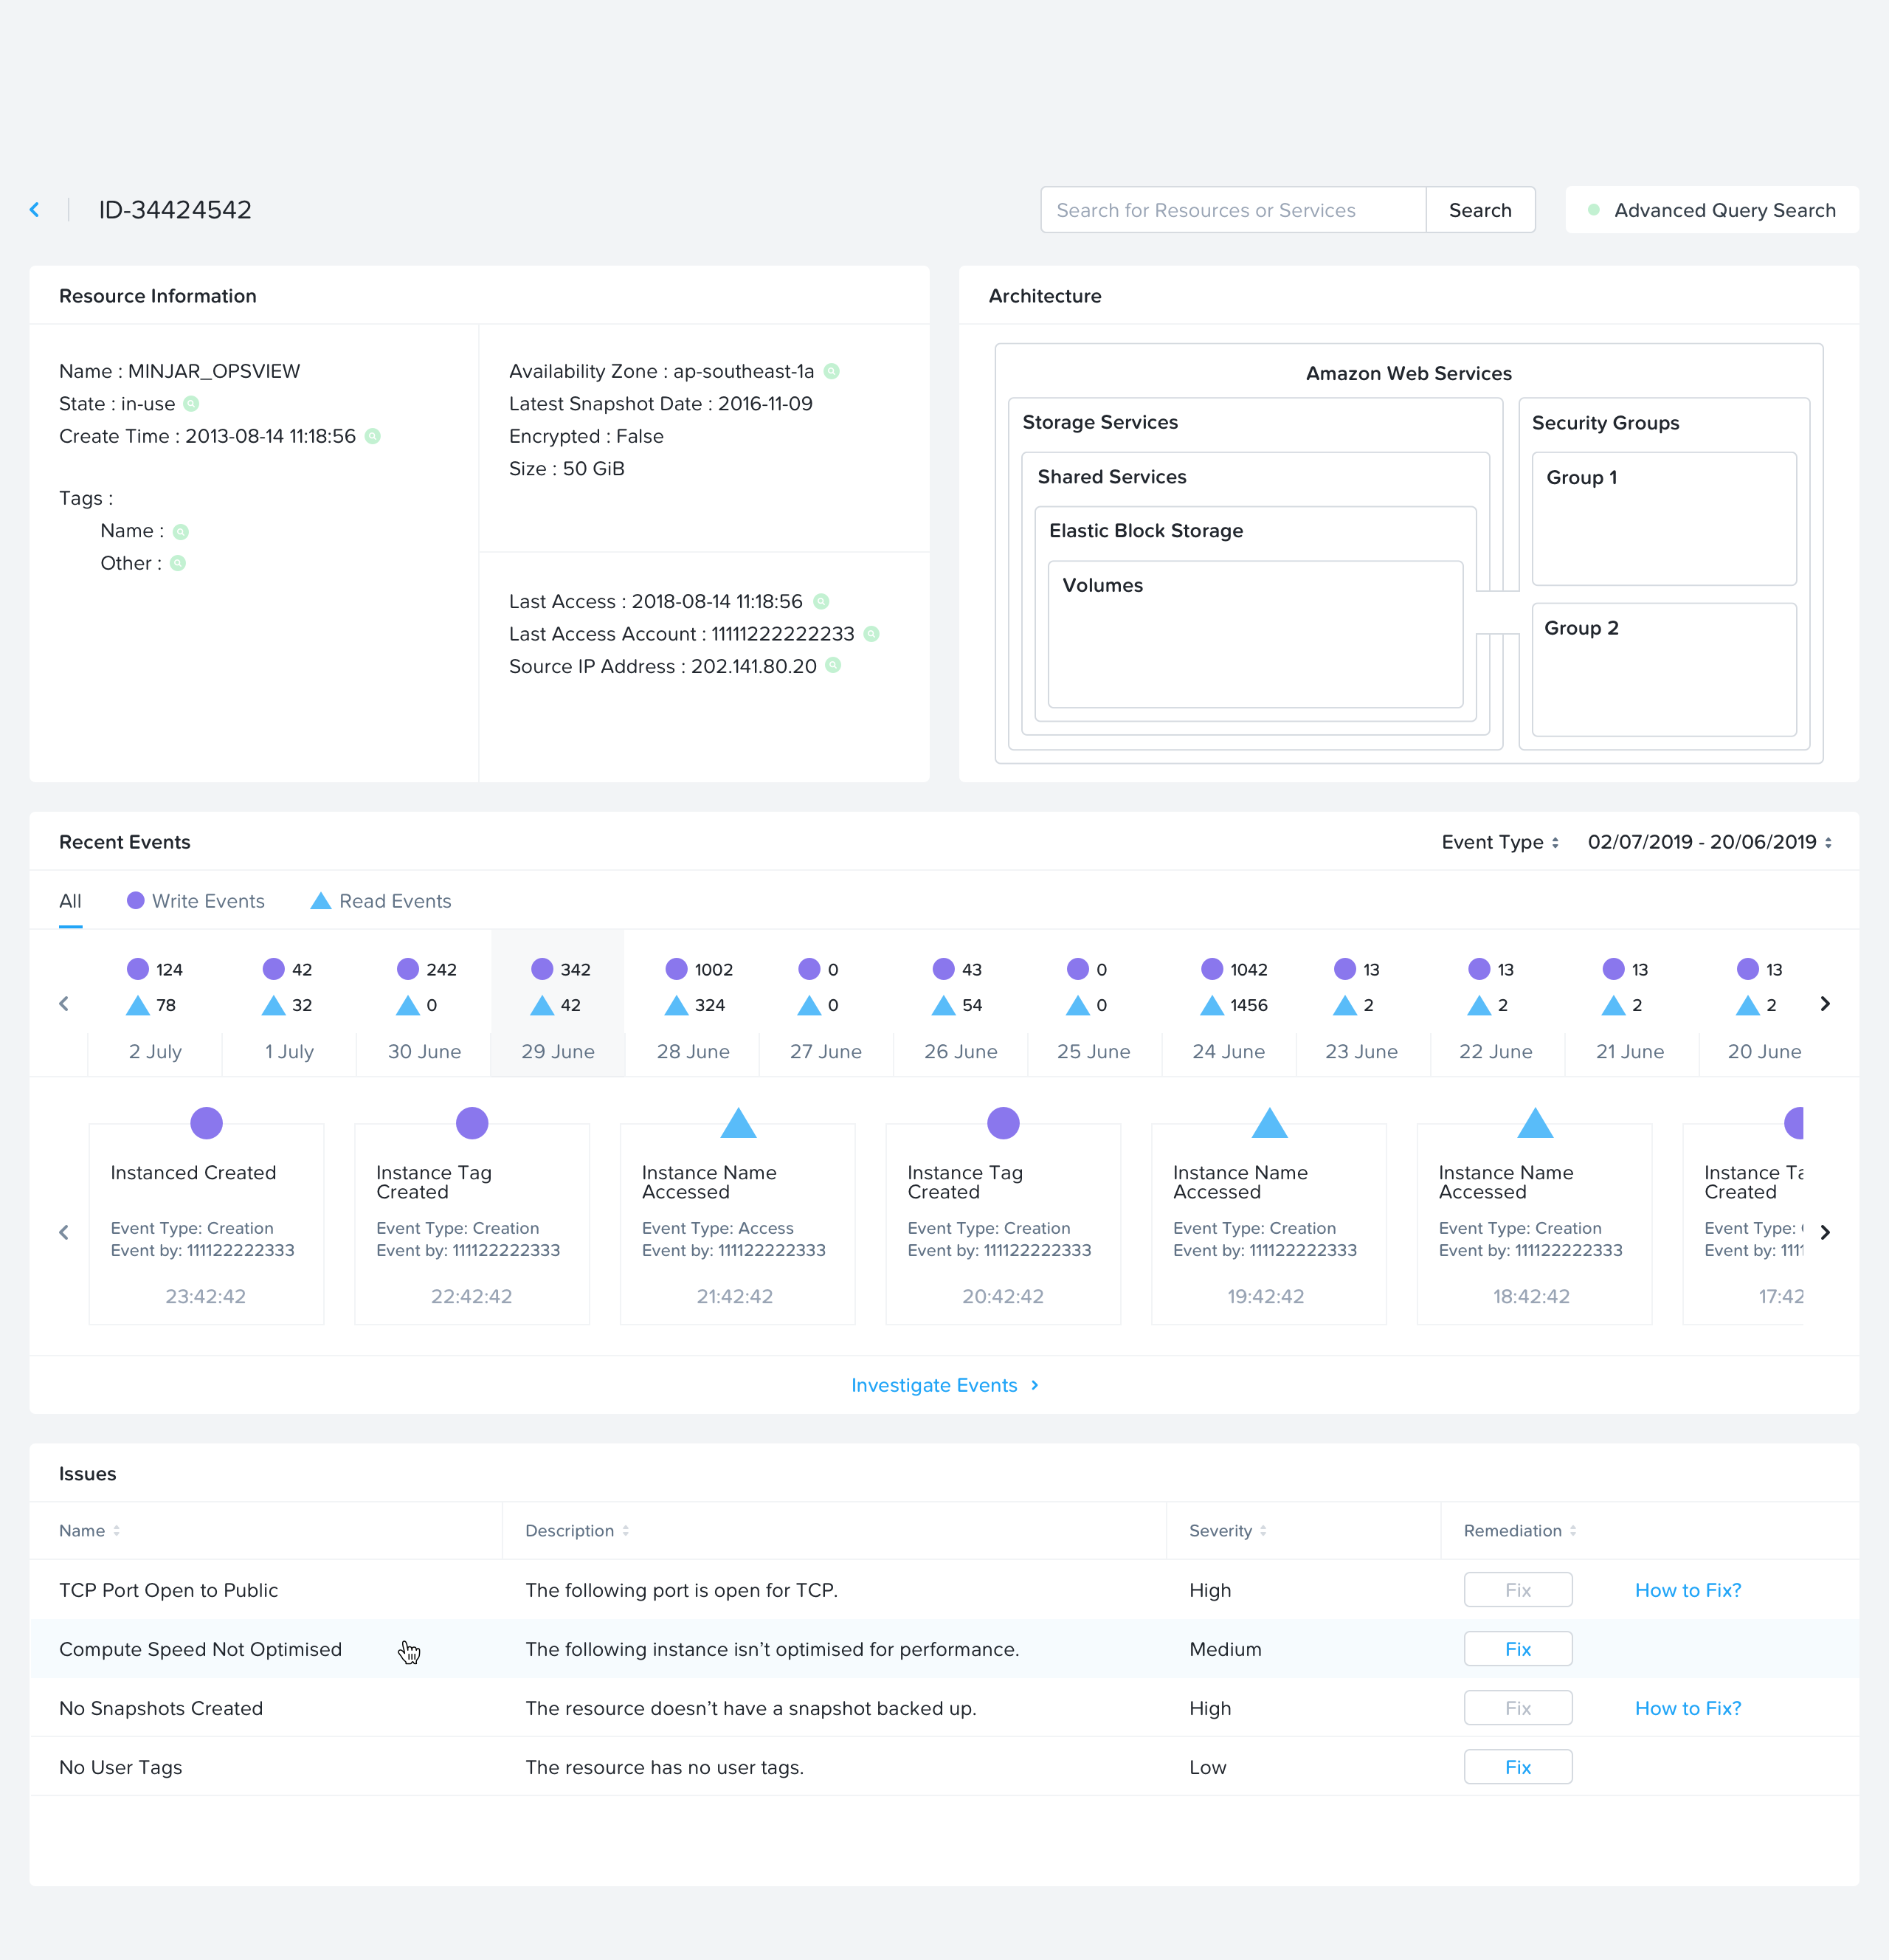 ID-34424542
Search for Resources or Services
Search
Advanced Query Search
Resource Information
Name : MINJAR_OPSVIEW
State : in-use
Create Time : 2013-08-14 11:18:56
Tags :
Name :
Other :
Availability Zone : ap-southeast-1a
Latest Snapshot Date : 2016-11-09
Encrypted : False
Size : 50 GiB
Last Access : 2018-08-14 11:18:56
Last Access Account : 11111222222233
Source IP Address : 202.141.80.20
Architecture
Amazon Web Services
Storage Services
Shared Services
Elastic Block Storage
Volumes
Security Groups
Group 1
Group 2
Recent Events
Event Type
02/07/2019 - 20/06/2019
All
Write Events
Read Events
124 42 242 342 1002 0 43 0 1042 13 13 13 13
78 32 0 42 324 0 54 0 1456 2 2 2 2
2 July 1 July 30 June 29 June 28 June 27 June 26 June 25 June 24 June 23 June 22 June 21 June 20 June
Instanced Created
Event Type: Creation
Event by: 111122222333
23:42:42
Instance Tag
Created
Event Type: Creation
Event by: 111122222333
22:42:42
Instance Name
Accessed
Event Type: Access
Event by: 111122222333
21:42:42
Instance Tag
Created
Event Type: Creation
Event by: 111122222333
20:42:42
Instance Name
Accessed
Event Type: Creation
Event by: 111122222333
19:42:42
Instance Name
Accessed
Event Type: Creation
Event by: 111122222333
18:42:42
Instance
Created
Event Type:
Event by:
17:42
Investigate Events
Issues
Name Description Severity Remediation
TCP Port Open to Public The following port is open for TCP. High Fix How to Fix?
Compute Speed Not Optimised The following instance isn't optimised for performance. Medium Fix
No Snapshots Created The resource doesn't have a snapshot backed up. High Fix How to Fix?
No User Tags The resource has no user tags. Low Fix